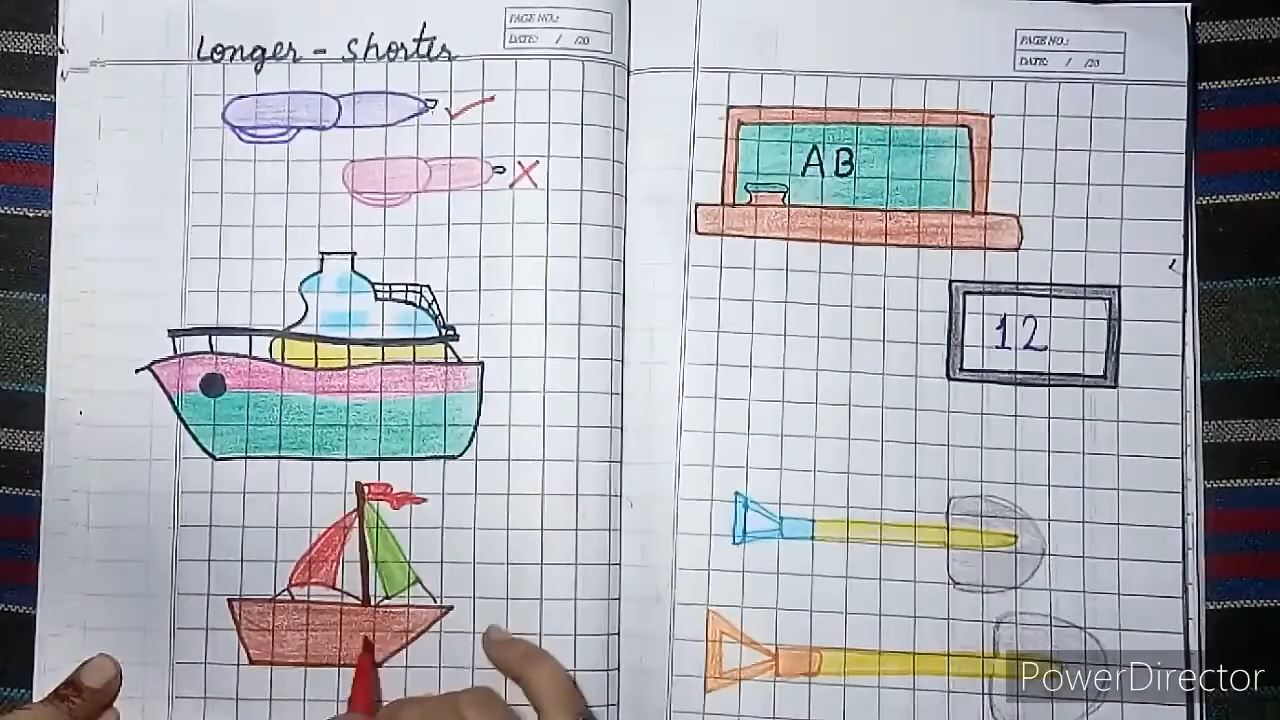 Longer - Shorter
PAGE NO.:
DATE: / /20
PAGE NO.:
DATE: / /20
AB
12
PowerDirector